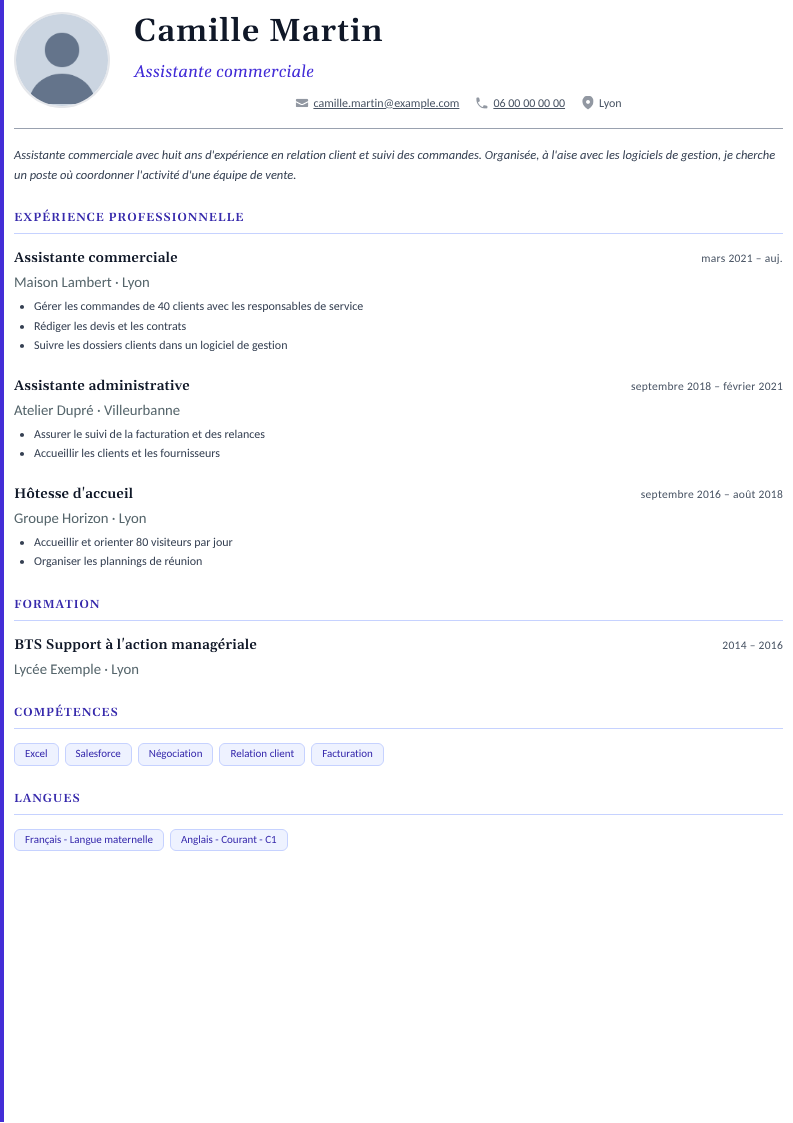 Camille Martin
Assistante commerciale
camille.martin@example.com 06 00 00 00 00 Lyon
Assistante commerciale avec huit ans d'expérience en relation client et suivi des commandes. Organisée, à l'aise avec les logiciels de gestion, je cherche
un poste où coordonner l'activité d'une équipe de vente.
EXPÉRIENCE PROFESSIONNELLE
Assistante commerciale mars 2021 – auj.
Maison Lambert · Lyon
• Gérer les commandes de 40 clients avec les responsables de service
• Rédiger les devis et les contrats
• Suivre les dossiers clients dans un logiciel de gestion
Assistante administrative septembre 2018 – février 2021
Atelier Dupré · Villeurbanne
• Assurer le suivi de la facturation et des relances
• Accueillir les clients et les fournisseurs
Hôtesse d'accueil septembre 2016 – août 2018
Groupe Horizon · Lyon
• Accueillir et orienter 80 visiteurs par jour
• Organiser les plannings de réunion
FORMATION
BTS Support à l'action managériale 2014 – 2016
Lycée Exemple · Lyon
COMPÉTENCES
Excel Salesforce Négociation Relation client Facturation
LANGUES
Français - Langue maternelle Anglais - Courant - C1